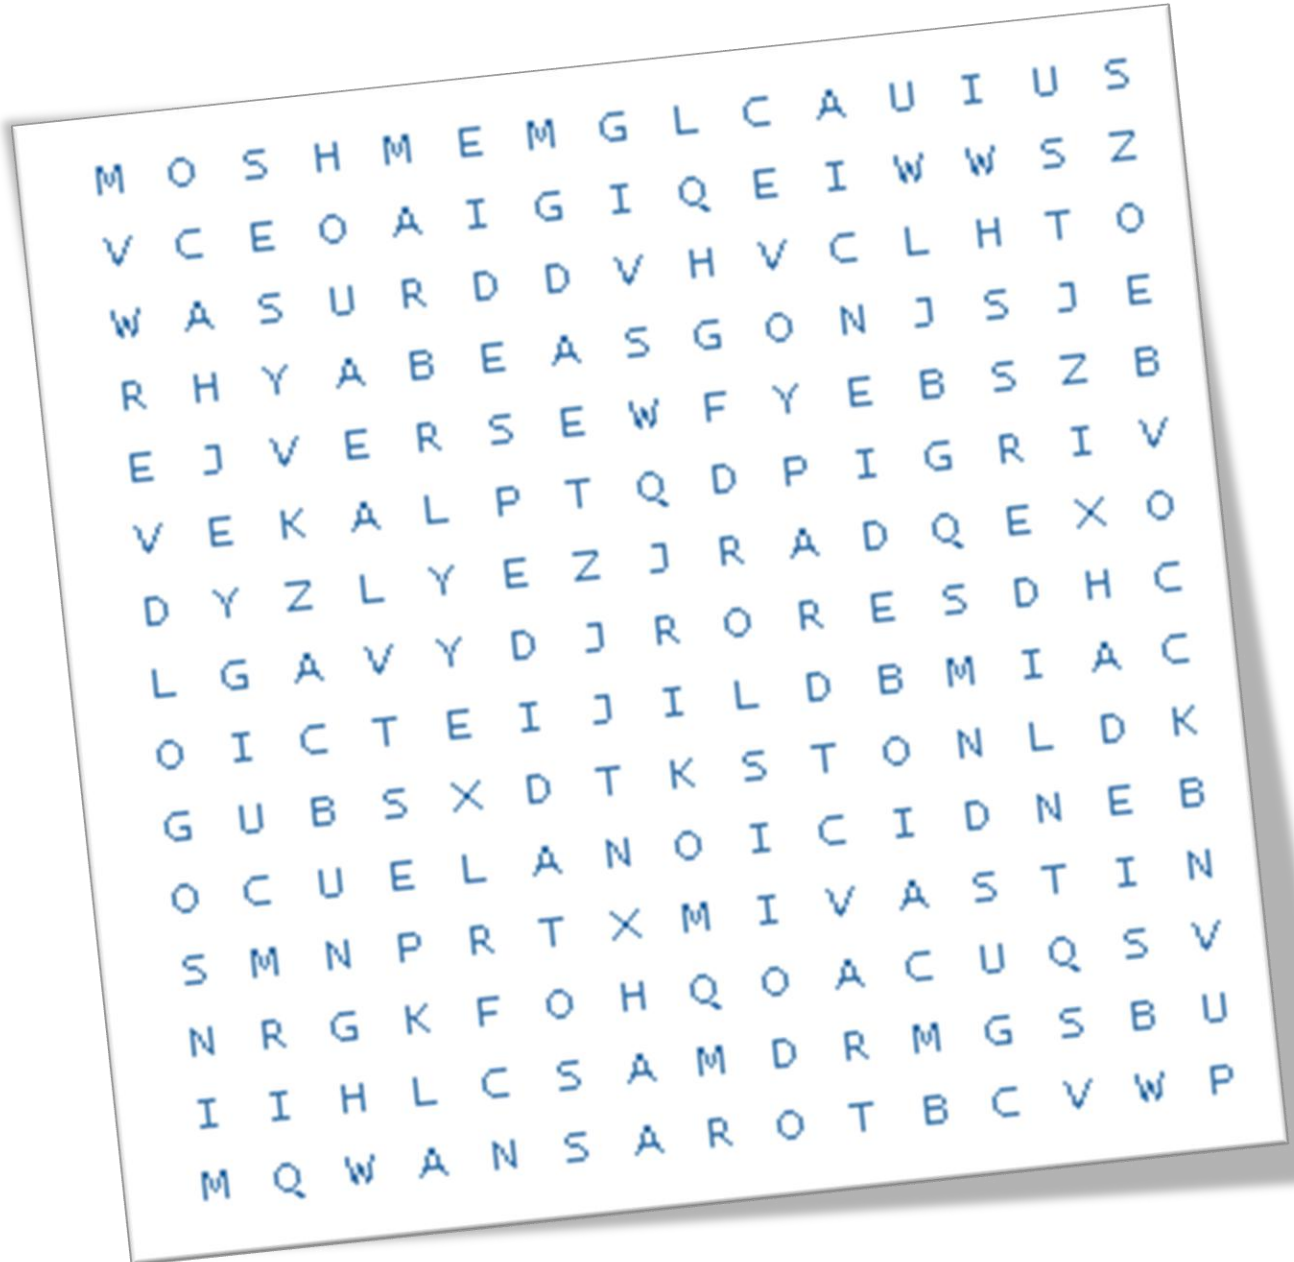 M O S H M E M G L C A U I U S
V C E O A I G I Q E I W W S Z
W A S U R D D V H V C L H T O
R H Y A B E A S G O N J S J E
E J V E R S E W F Y E B S Z B
V E K A L P T Q D P I G R I V
D Y Z L Y E Z J R A D Q E X O
L G A V Y D J R O R E S D H C
O I C T E I J I L D B M I A C
G U B S X D T K S T O N L D K
O C U E L A N O I C I D N E B
S M N P R T X M I V A S T I N
N R G K F O H Q O A C U Q S V
I I H L C S A M D R M G S B U
M Q W A N S A R O T B C V W P